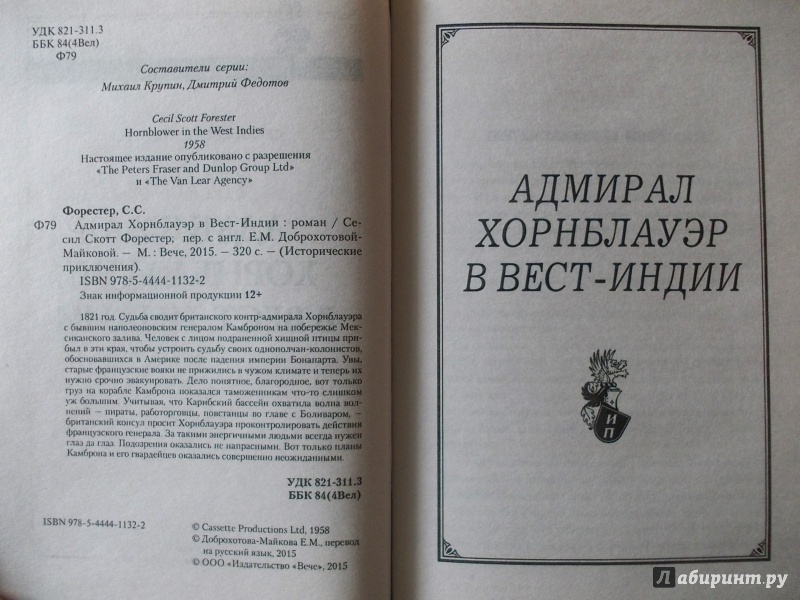 УДК 821-311.3
ББК 84(4Вел)
Ф79
Составители серии:
Михаил Крупин, Дмитрий Федотов
Cecil Scott Forester
Hornblower in the West Indies
1958
Настоящее издание опубликовано с разрешения
«The Peters Fraser and Dunlop Group Ltd»
и «The Van Lear Agency»
Форестер, С.С.
Ф79 Адмирал Хорнблауэр в Вест-Индии : роман / Се-
сил Скотт Форестер; пер. с англ. Е.М. Доброхотовой-
Майковой. – М. : Вече, 2015. – 320 с. – (Исторические
приключения).
ISBN 978-5-4444-1132-2
Знак информационной продукции 12+
1821 год. Судьба сводит британского контр-адмирала Хорнблауэра
с бывшим наполеоновским генералом Камброном на побережье Мек-
сиканского залива. Человек с лицом подраненной хищной птицы при-
был в эти края, чтобы устроить судьбу своих однополчан-колонистов,
обосновавшихся в Америке после падения империи Бонапарта. Увы,
старые французские вояки не прижились в чужом климате и теперь их
нужно срочно эвакуировать. Дело понятное, благородное, вот только
груз на корабле Камброна показался таможенникам что-то слишком
уж большим. Учитывая, что Карибский бассейн охватила волна вол-
нений – пираты, работорговцы, повстанцы во главе с Боливаром, –
британский консул просит Хорнблауэра проконтролировать действия
французского генерала. За такими энергичными людьми всегда нужен
глаз да глаз. Подозрения оказались не напрасными. Вот только планы
Камброна и его гвардейцев оказались совершенно неожиданными.
УДК 821-311.3
ББК 84(4Вел)
ISBN 978-5-4444-1132-2
© Cassette Productions Ltd, 1958
© Доброхотова-Майкова Е.М., перевод
на русский язык, 2015
© ООО «Издательство «Вече», 2015
АДМИРАЛ
ХОРНБЛАУЭР
В ВЕСТ-ИНДИИ
ИП
Лабиринт.ру